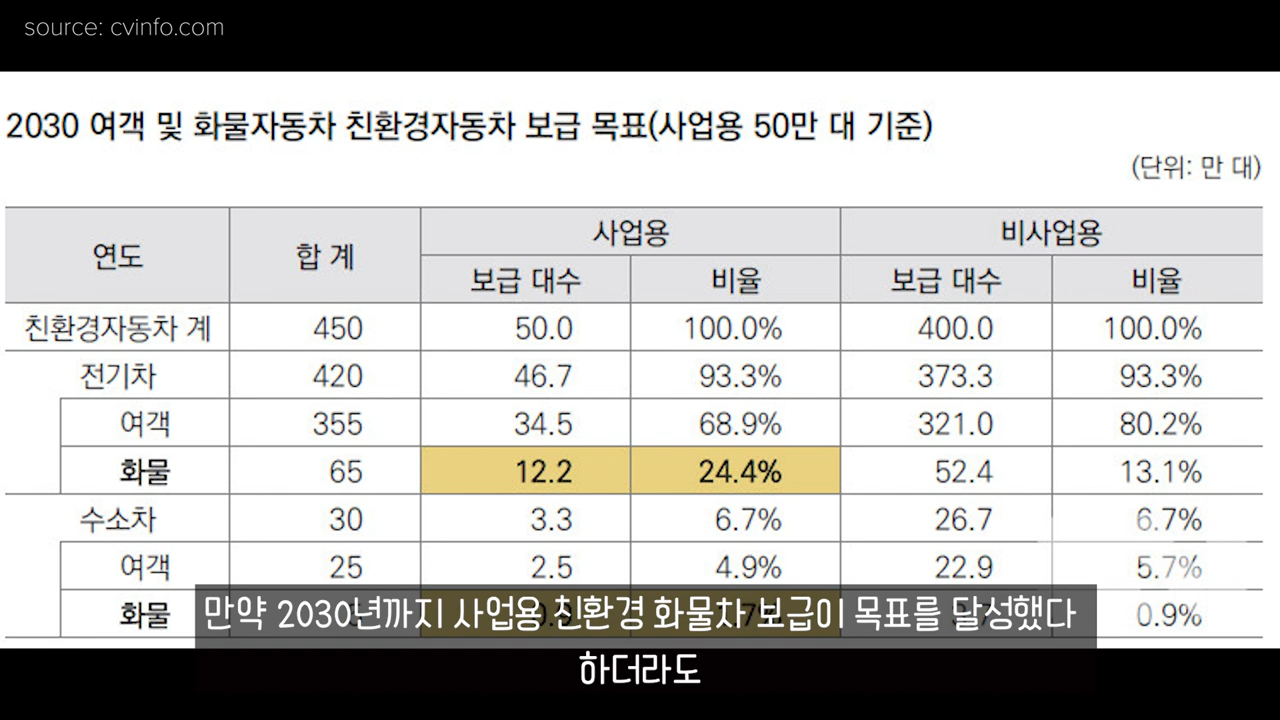 source: cvinfo.com
2030 여객 및 화물자동차 친환경자동차 보급 목표(사업용 50만 대 기준)
(단위: 만 대)
연도 합 계 사업용 비사업용
보급 대수 비율 보급 대수 비율
친환경자동차 계 450 50.0 100.0% 400.0 100.0%
전기차 420 46.7 93.3% 373.3 93.3%
여객 355 34.5 68.9% 321.0 80.2%
화물 65 12.2 24.4% 52.4 13.1%
수소차 30 3.3 6.7% 26.7 6.7%
여객 25 2.5 4.9% 22.9 5.7%
화물 0.9%
만약 2030년까지 사업용 친환경 화물차 보급이 목표를 달성했다
하더라도